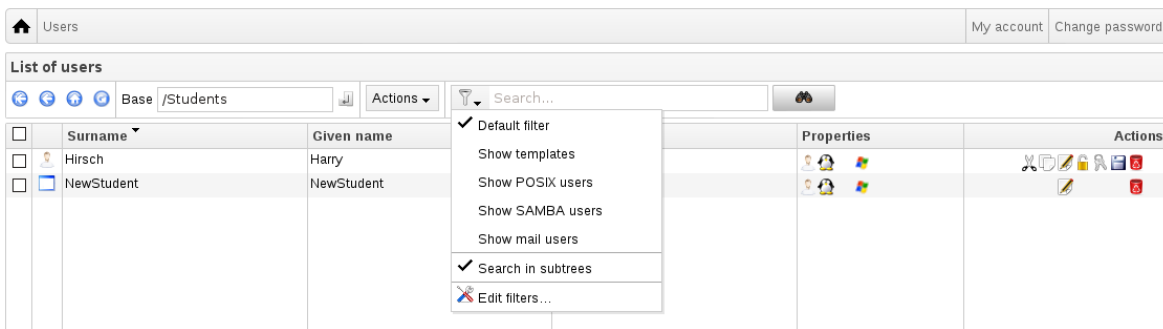 Users My account Change password
List of users
Base /Students Actions Search...
Surname Given name Properties Actions
Default filter
Hirsch Harry
Show templates
NewStudent NewStudent
Show POSIX users
Show SAMBA users
Show mail users
Search in subtrees
Edit filters...